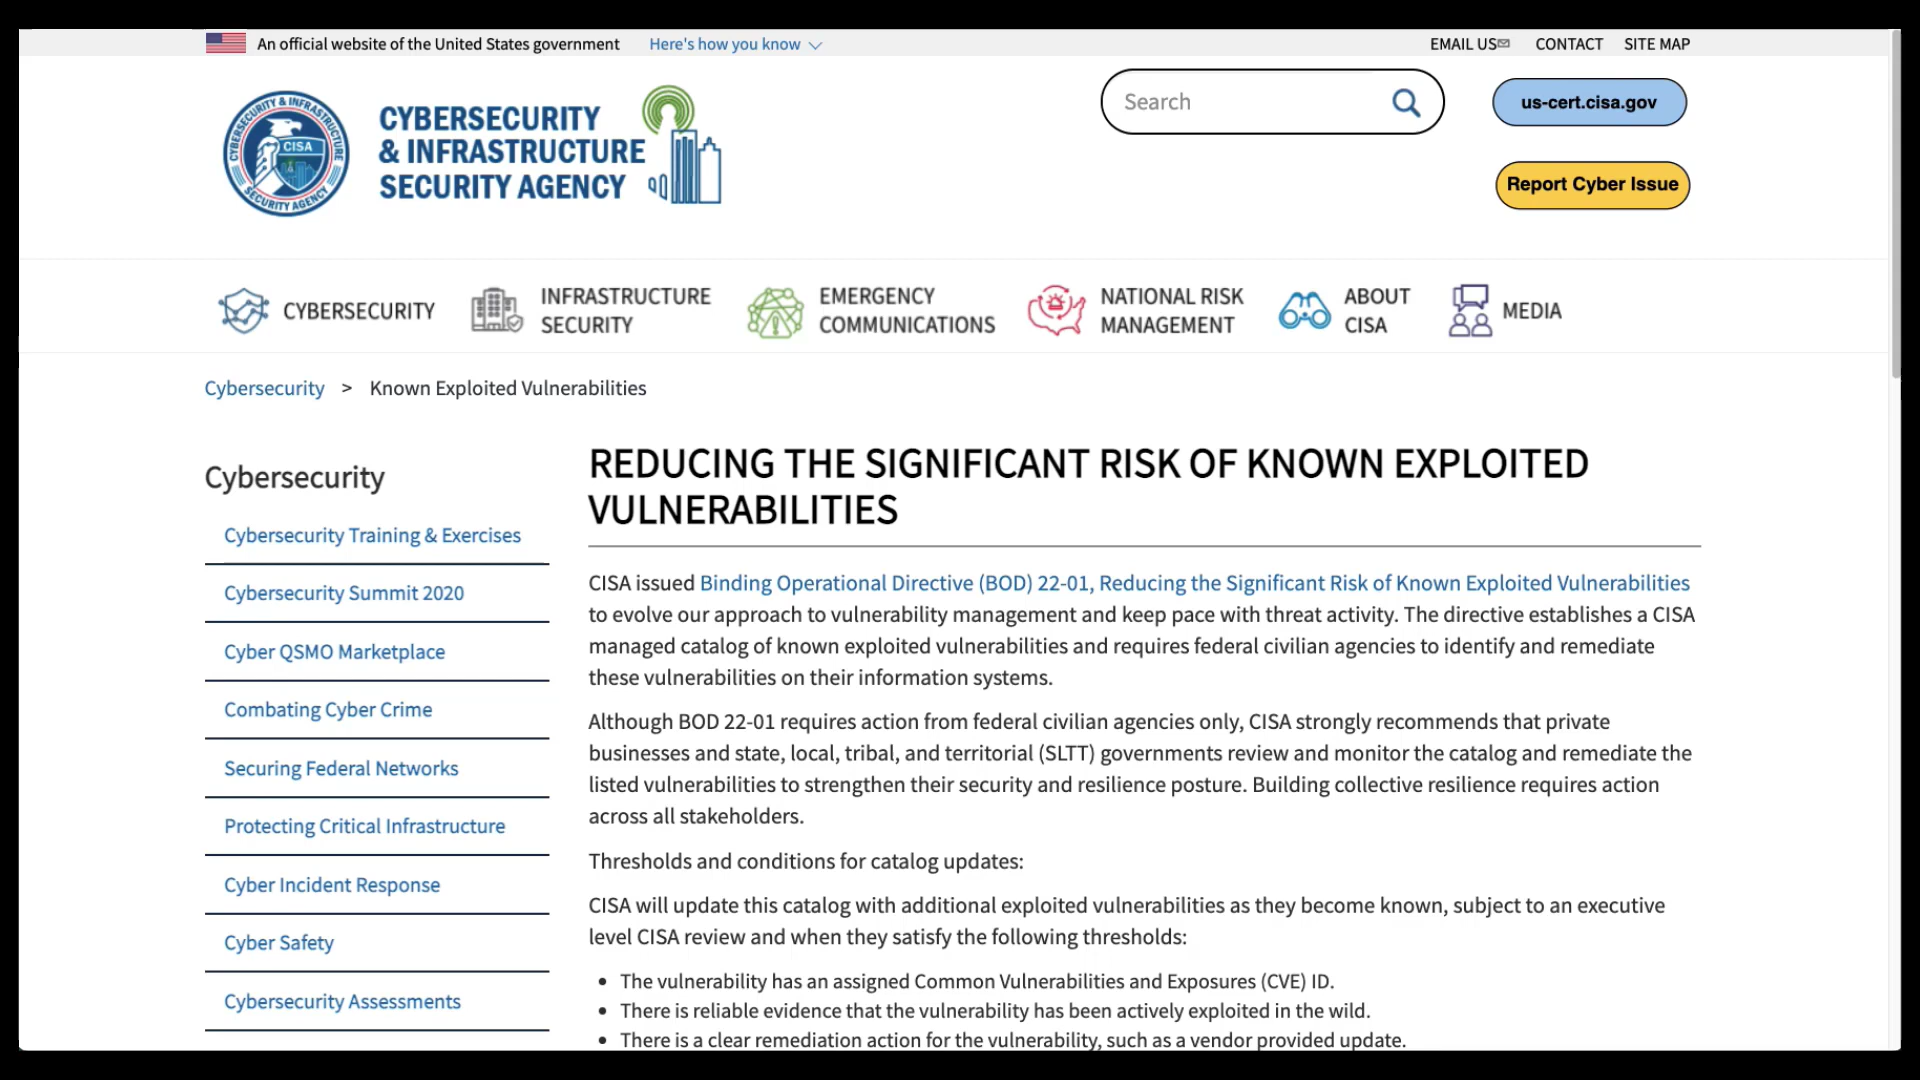 An official website of the United States government Here's how you know
EMAIL US CONTACT SITE MAP
CYBERSECURITY & INFRASTRUCTURE
SECURITY AGENCY
CISA
CYBERSECURITY
& INFRASTRUCTURE
SECURITY AGENCY
Search
us-cert.cisa.gov
Report Cyber Issue
CYBERSECURITY
INFRASTRUCTURE
SECURITY
EMERGENCY
COMMUNICATIONS
NATIONAL RISK
MANAGEMENT
ABOUT
CISA
MEDIA
Cybersecurity > Known Exploited Vulnerabilities
Cybersecurity
Cybersecurity Training & Exercises
Cybersecurity Summit 2020
Cyber QSMO Marketplace
Combating Cyber Crime
Securing Federal Networks
Protecting Critical Infrastructure
Cyber Incident Response
Cyber Safety
Cybersecurity Assessments
REDUCING THE SIGNIFICANT RISK OF KNOWN EXPLOITED
VULNERABILITIES
CISA issued Binding Operational Directive (BOD) 22-01, Reducing the Significant Risk of Known Exploited Vulnerabilities
to evolve our approach to vulnerability management and keep pace with threat activity. The directive establishes a CISA
managed catalog of known exploited vulnerabilities and requires federal civilian agencies to identify and remediate
these vulnerabilities on their information systems.
Although BOD 22-01 requires action from federal civilian agencies only, CISA strongly recommends that private
businesses and state, local, tribal, and territorial (SLTT) governments review and monitor the catalog and remediate the
listed vulnerabilities to strengthen their security and resilience posture. Building collective resilience requires action
across all stakeholders.
Thresholds and conditions for catalog updates:
CISA will update this catalog with additional exploited vulnerabilities as they become known, subject to an executive
level CISA review and when they satisfy the following thresholds:
• The vulnerability has an assigned Common Vulnerabilities and Exposures (CVE) ID.
• There is reliable evidence that the vulnerability has been actively exploited in the wild.
• There is a clear remediation action for the vulnerability, such as a vendor provided update.